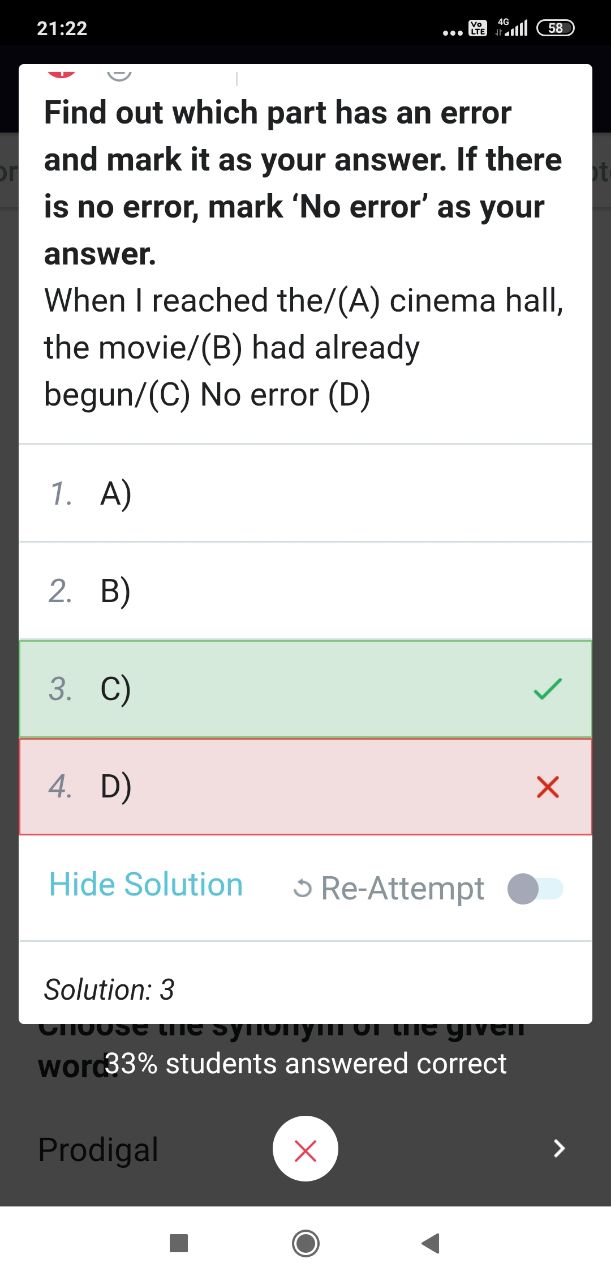 21:22
Vo LTE 4G 58
Find out which part has an error
and mark it as your answer. If there
is no error, mark ‘No error’ as your
answer.
When I reached the/(A) cinema hall,
the movie/(B) had already
begun/(C) No error (D)
1. A)
2. B)
3. C)
4. D)
Hide Solution Re-Attempt
Solution: 3
Choose the synonym of the given
word.
33% students answered correct
Prodigal